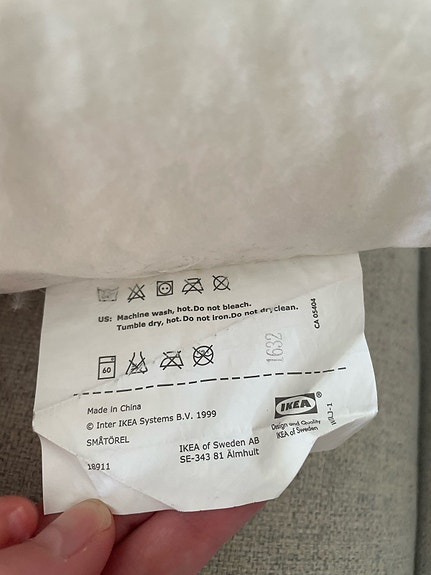 US: Machine wash, hot. Do not bleach.
Tumble dry, hot. Do not iron. Do not dryclean.
CA 05404
60
632
Made in China
© Inter IKEA Systems B.V. 1999
SMÅTÖREL
18911
IKEA of Sweden AB
SE-343 81 Älmhult
IKEA®
Design and Quality
IKEA of Sweden